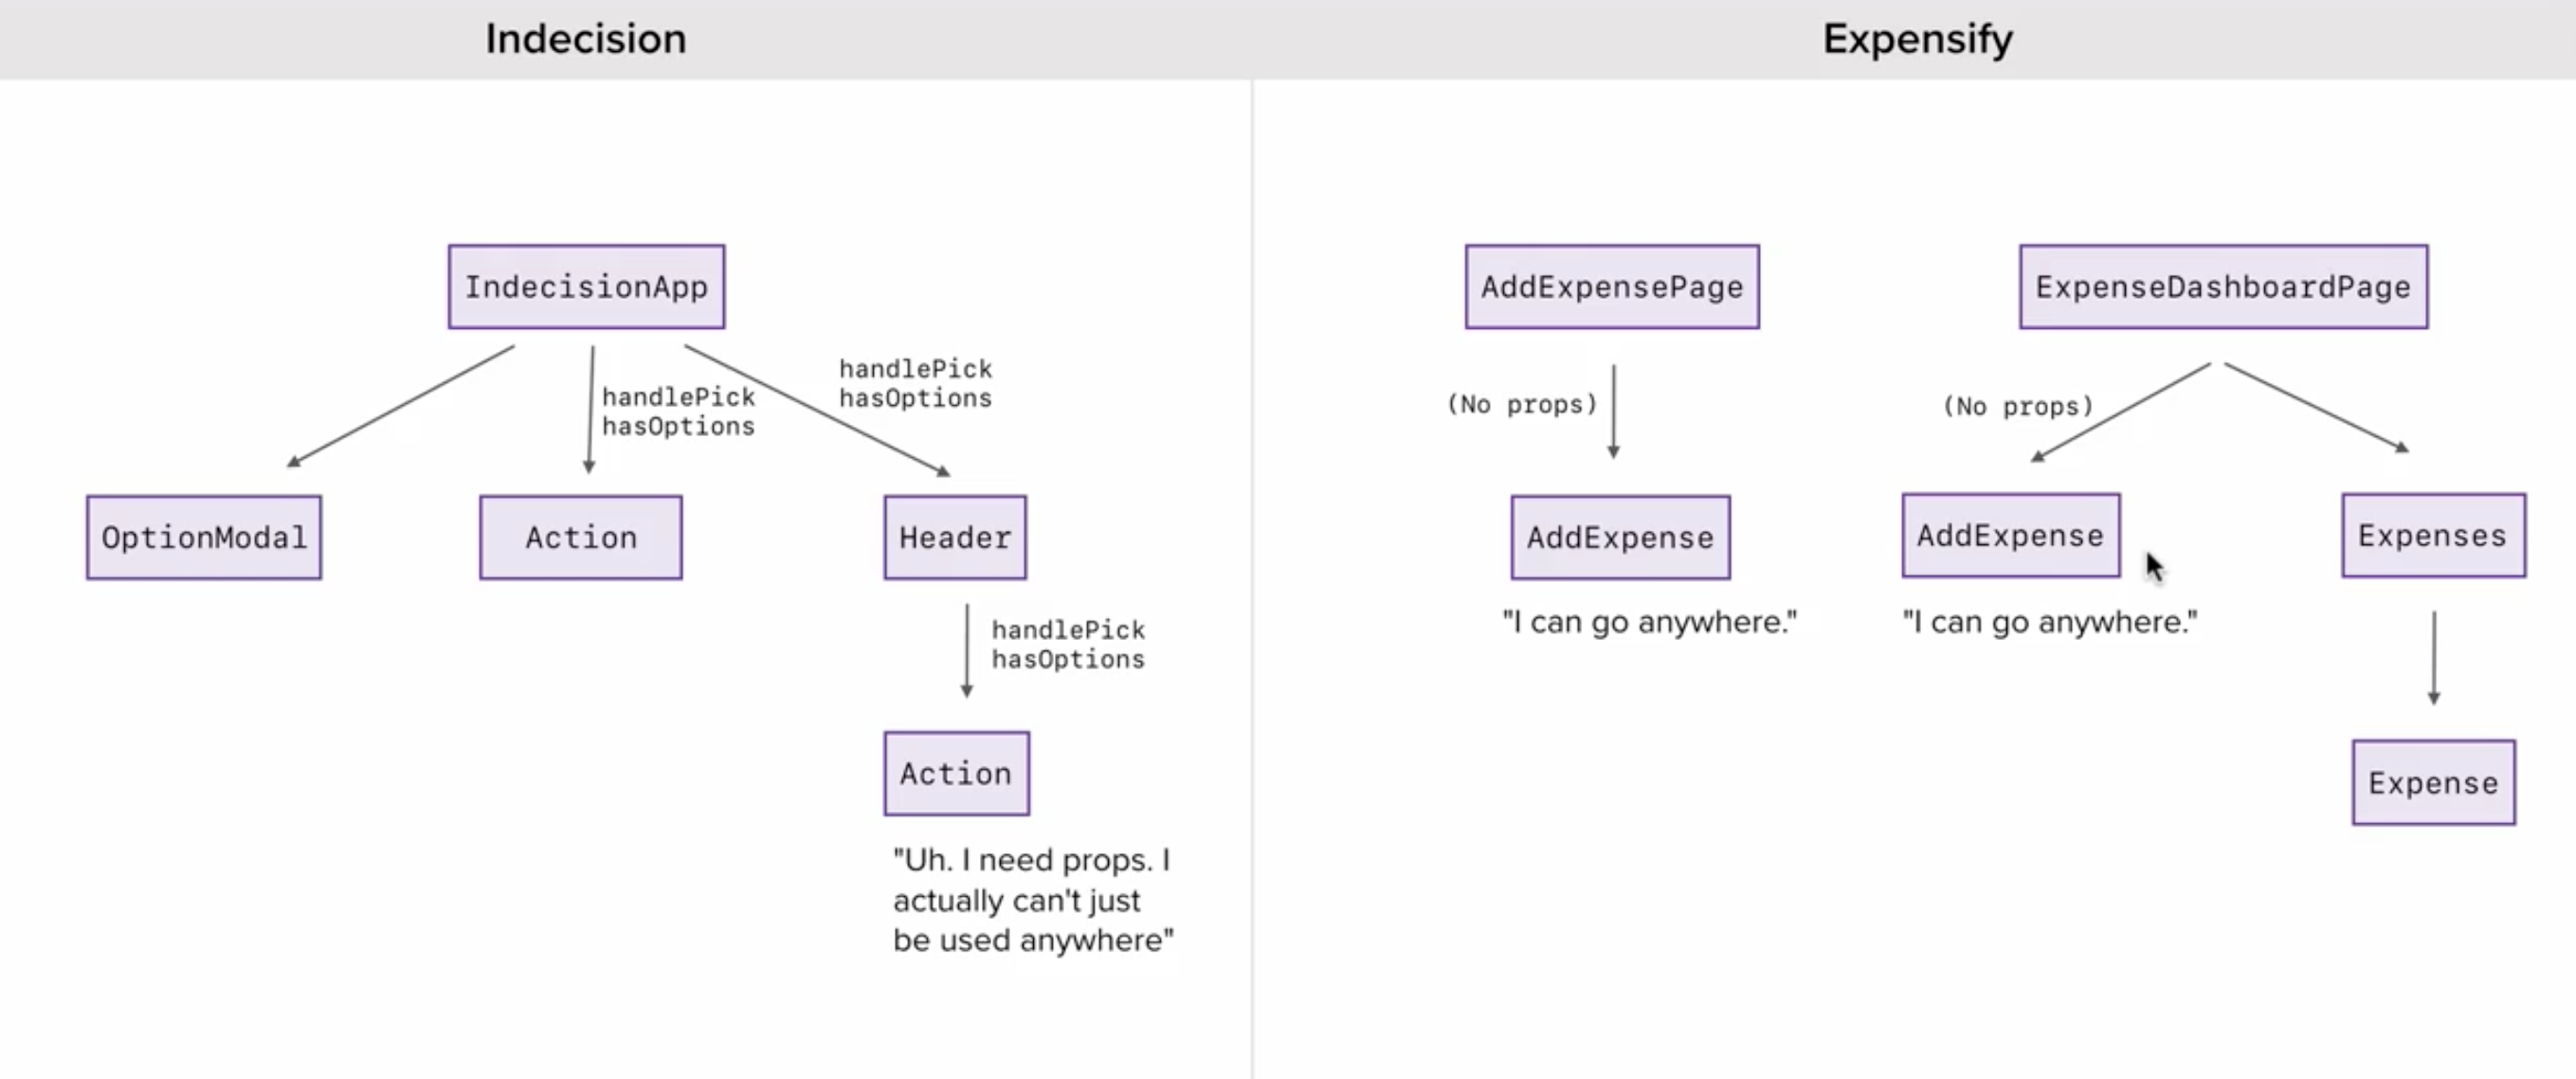 Indecision
IndecisionApp
handlePick
hasOptions
handlePick
hasOptions
OptionModal
Action
Header
handlePick
hasOptions
Action
"Uh. I need props. I
actually can't just
be used anywhere"
Expensify
AddExpensePage
ExpenseDashboardPage
(No props)
(No props)
AddExpense
AddExpense
Expenses
"I can go anywhere."
"I can go anywhere."
Expense